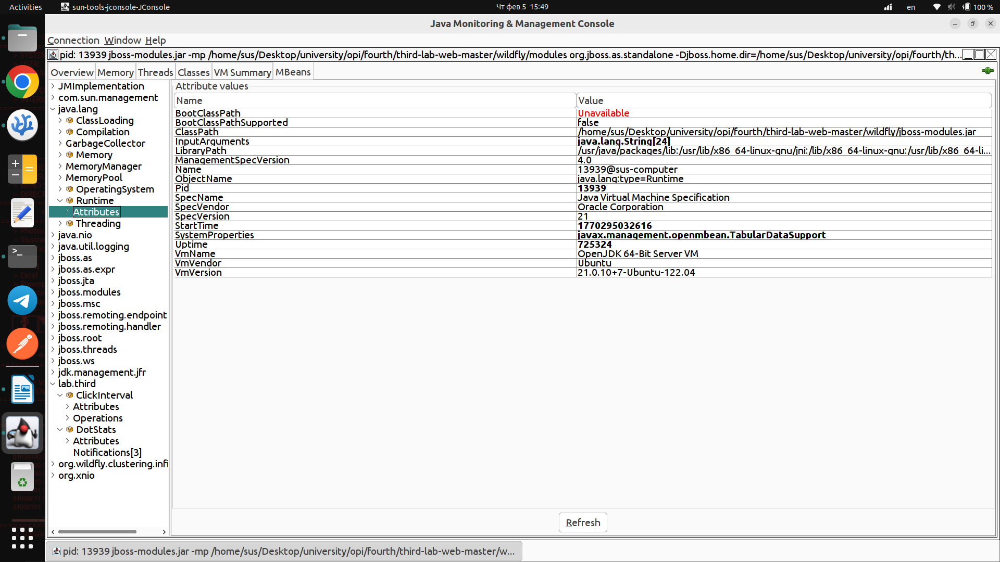 Activities
sun-tools-jconsole-JConsole
Чт фев 5 15:49
en
100 %
Java Monitoring & Management Console
Connection Window Help
pid: 13939 jboss-modules.jar -mp /home/sus/Desktop/university/opi/fourth/third-lab-web-master/wildfly/modules org.jboss.as.standalone -Djboss.home.dir=/home/sus/Desktop/university/opi/fourth/th...
Overview Memory Threads Classes VM Summary MBeans
JMImplementation
com.sun.management
java.lang
ClassLoading
Compilation
GarbageCollector
Memory
MemoryManager
MemoryPool
OperatingSystem
Runtime
Attributes
Threading
java.nio
java.util.logging
jboss.as
jboss.as.expr
jboss.jta
jboss.modules
jboss.msc
jboss.remoting.endpoint
jboss.remoting.handler
jboss.root
jboss.threads
jboss.ws
jdk.management.jfr
lab.third
ClickInterval
Attributes
Operations
DotStats
Attributes
Notifications[3]
org.wildfly.clustering.infi
org.xnio
Attribute values
Name Value
BootClassPath Unavailable
BootClassPathSupported false
ClassPath /home/sus/Desktop/university/opi/fourth/third-lab-web-master/wildfly/jboss-modules.jar
InputArguments java.lang.String[24]
LibraryPath /usr/java/packages/lib:/usr/lib/x86_64-linux-gnu/jni:/lib/x86_64-linux-gnu:/usr/lib/x86_64-li...
ManagementSpecVersion 4.0
Name 13939@sus-computer
ObjectName java.lang:type=Runtime
Pid 13939
SpecName Java Virtual Machine Specification
SpecVendor Oracle Corporation
SpecVersion 21
StartTime 1770295032616
SystemProperties javax.management.openmbean.TabularDataSupport
Uptime 725324
VmName OpenJDK 64-Bit Server VM
VmVendor Ubuntu
VmVersion 21.0.10+7-Ubuntu-122.04
Refresh
pid: 13939 jboss-modules.jar -mp /home/sus/Desktop/university/opi/fourth/third-lab-web-master/w...